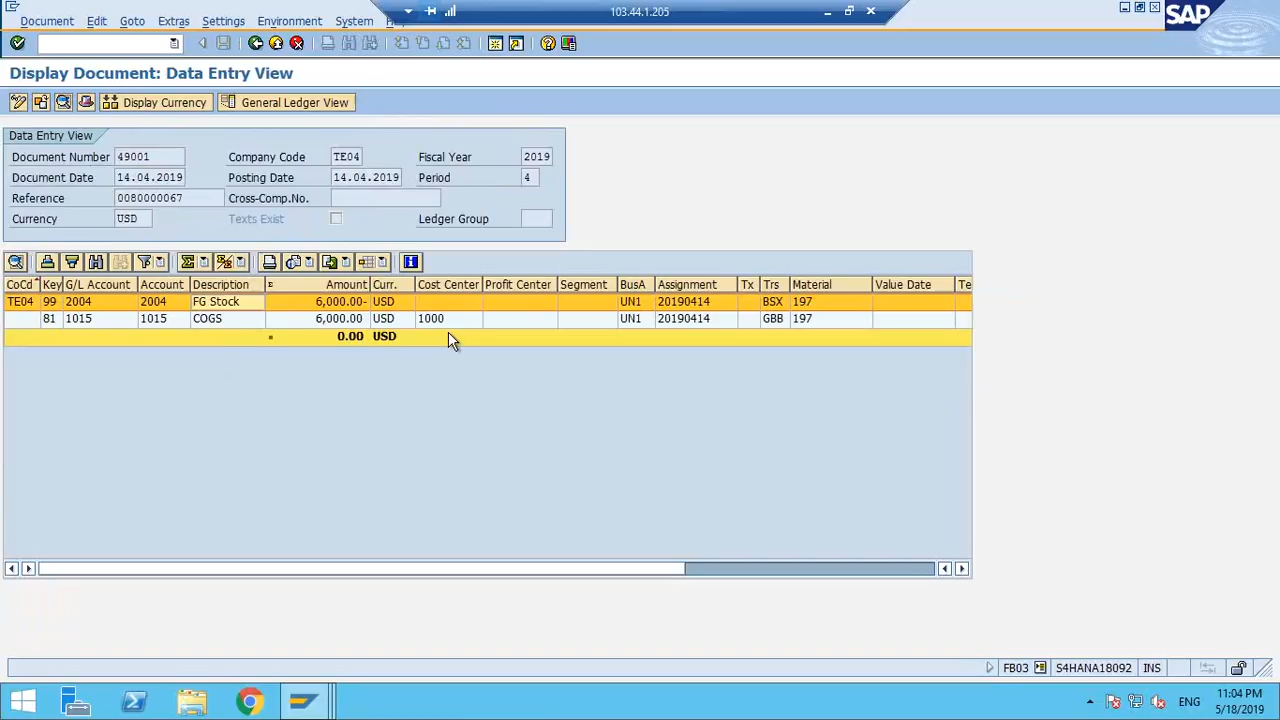 103.44.1.205
Document Edit Goto Extras Settings Environment System
SAP
Display Document: Data Entry View
Display Currency General Ledger View
Data Entry View
Document Number 49001 Company Code TE04 Fiscal Year 2019
Document Date 14.04.2019 Posting Date 14.04.2019 Period 4
Reference 0080000067 Cross-Comp.No.
Currency USD Texts Exist Ledger Group
CoCd Key G/L Account Account Description Amount Curr. Cost Center Profit Center Segment BusA Assignment Tx Trs Material Value Date Te
TE04 99 2004 2004 FG Stock 6,000.00- USD UN1 20190414 BSX 197
81 1015 1015 COGS 6,000.00 USD 1000 UN1 20190414 GBB 197
0.00 USD
FB03 S4HANA18092 INS
ENG 11:04 PM
5/18/2019